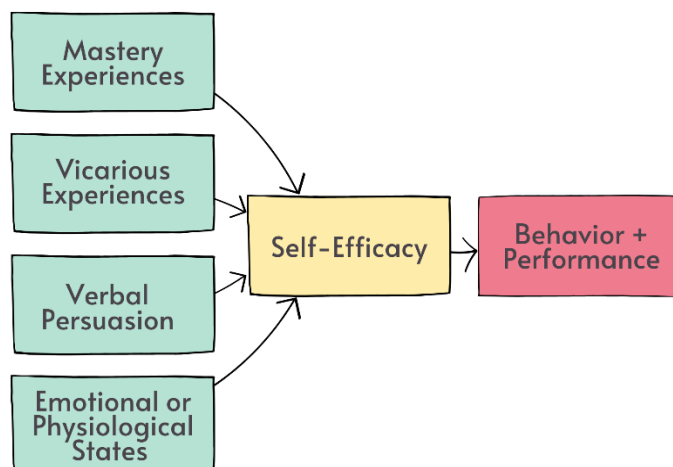 Mastery
Experiences
Vicarious
Experiences
Self-Efficacy
Behavior +
Performance
Verbal
Persuasion
Emotional or
Physiological
States